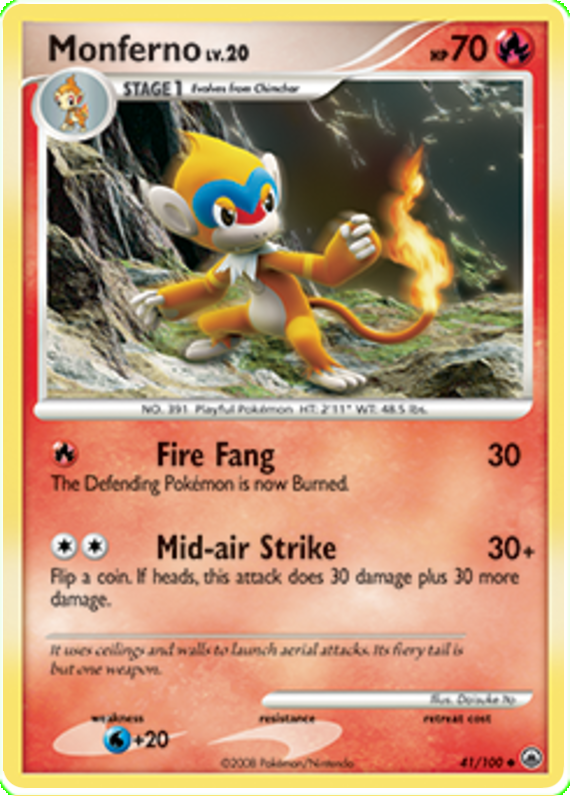 Monferno LV.20 HP 70
STAGE 1 Evolves from Chimchar
NO. 391 Playful Pokémon HT: 2'11" WT: 48.5 lbs.
Fire Fang 30
The Defending Pokémon is now Burned.
Mid-air Strike 30+
Flip a coin. If heads, this attack does 30 damage plus 30 more
damage.
It uses ceilings and walls to launch aerial attacks. Its fiery tail is
but one weapon.
Illus. Daisuke Ito
weakness resistance retreat cost
+20
©2008 Pokémon/Nintendo 41/100